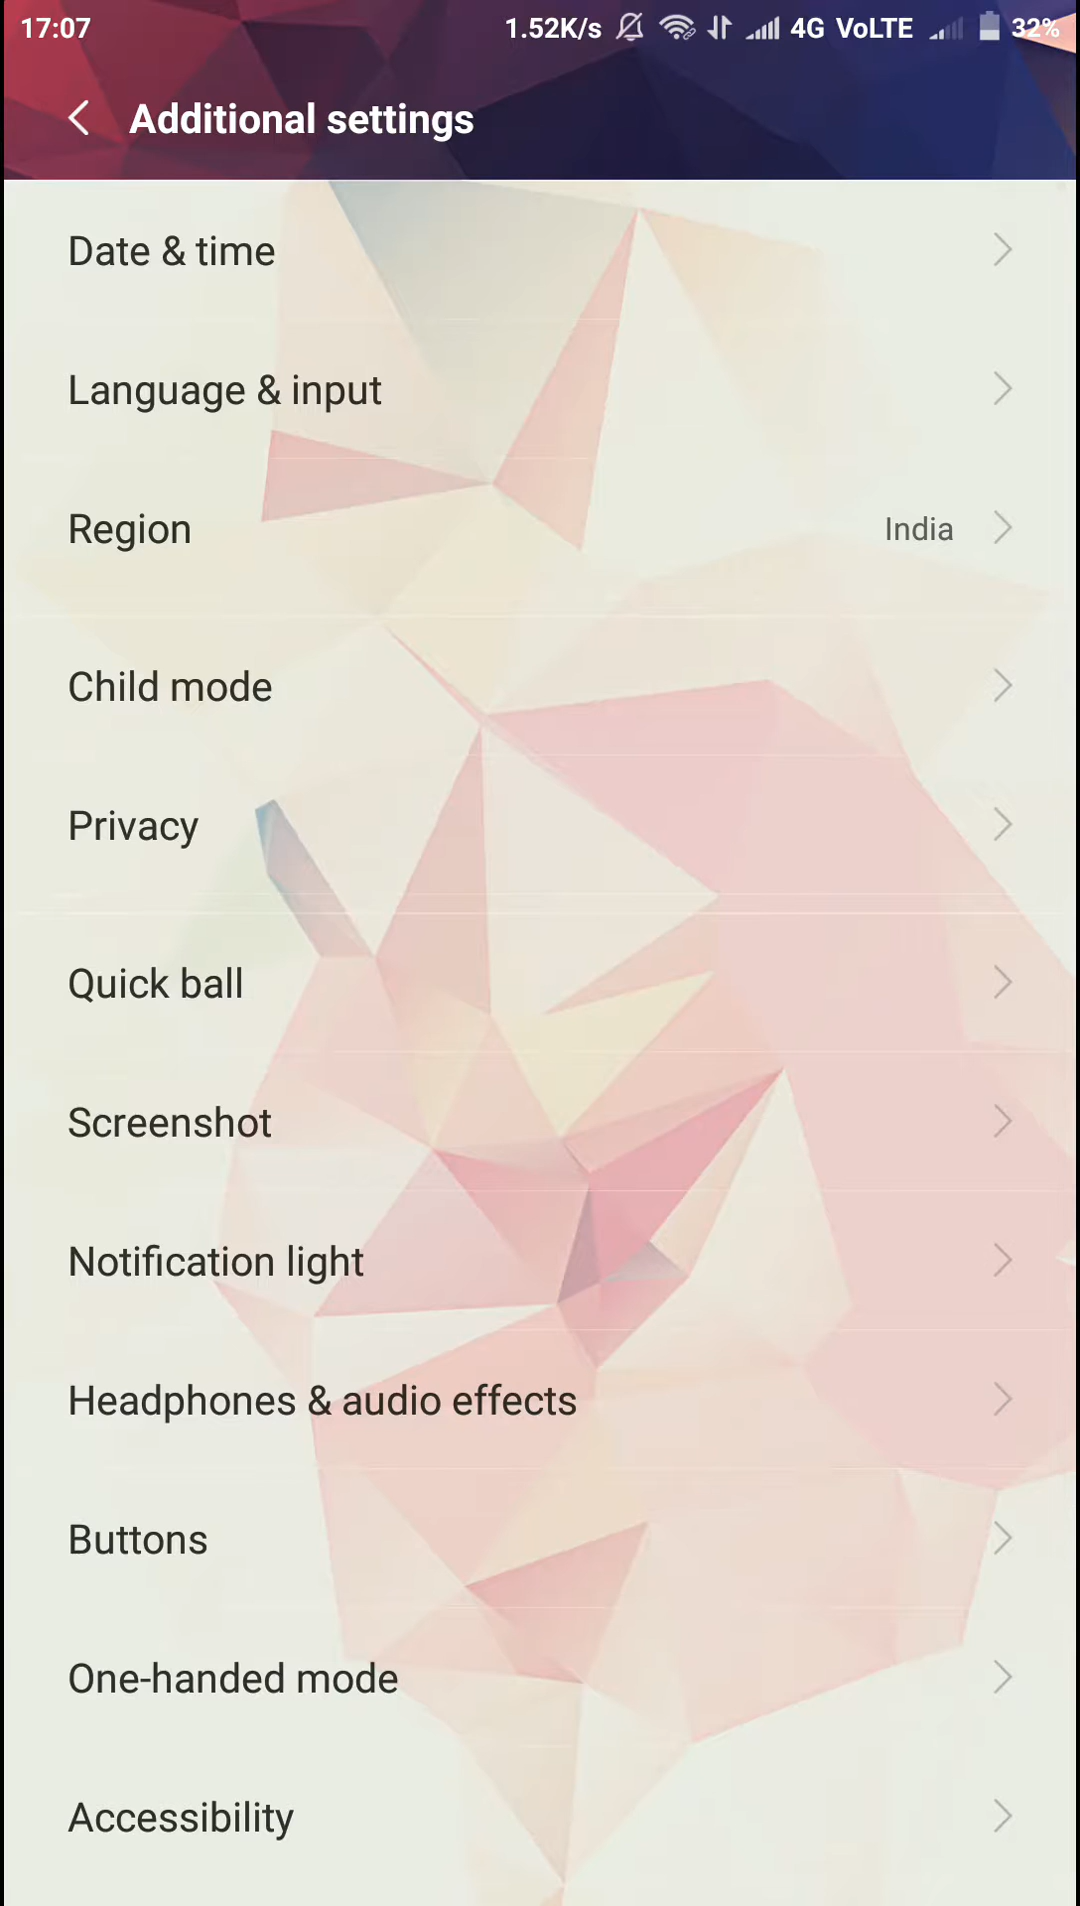 17:07 1.52K/s 4G VoLTE 32%
Additional settings
Date & time
Language & input
Region India
Child mode
Privacy
Quick ball
Screenshot
Notification light
Headphones & audio effects
Buttons
One-handed mode
Accessibility